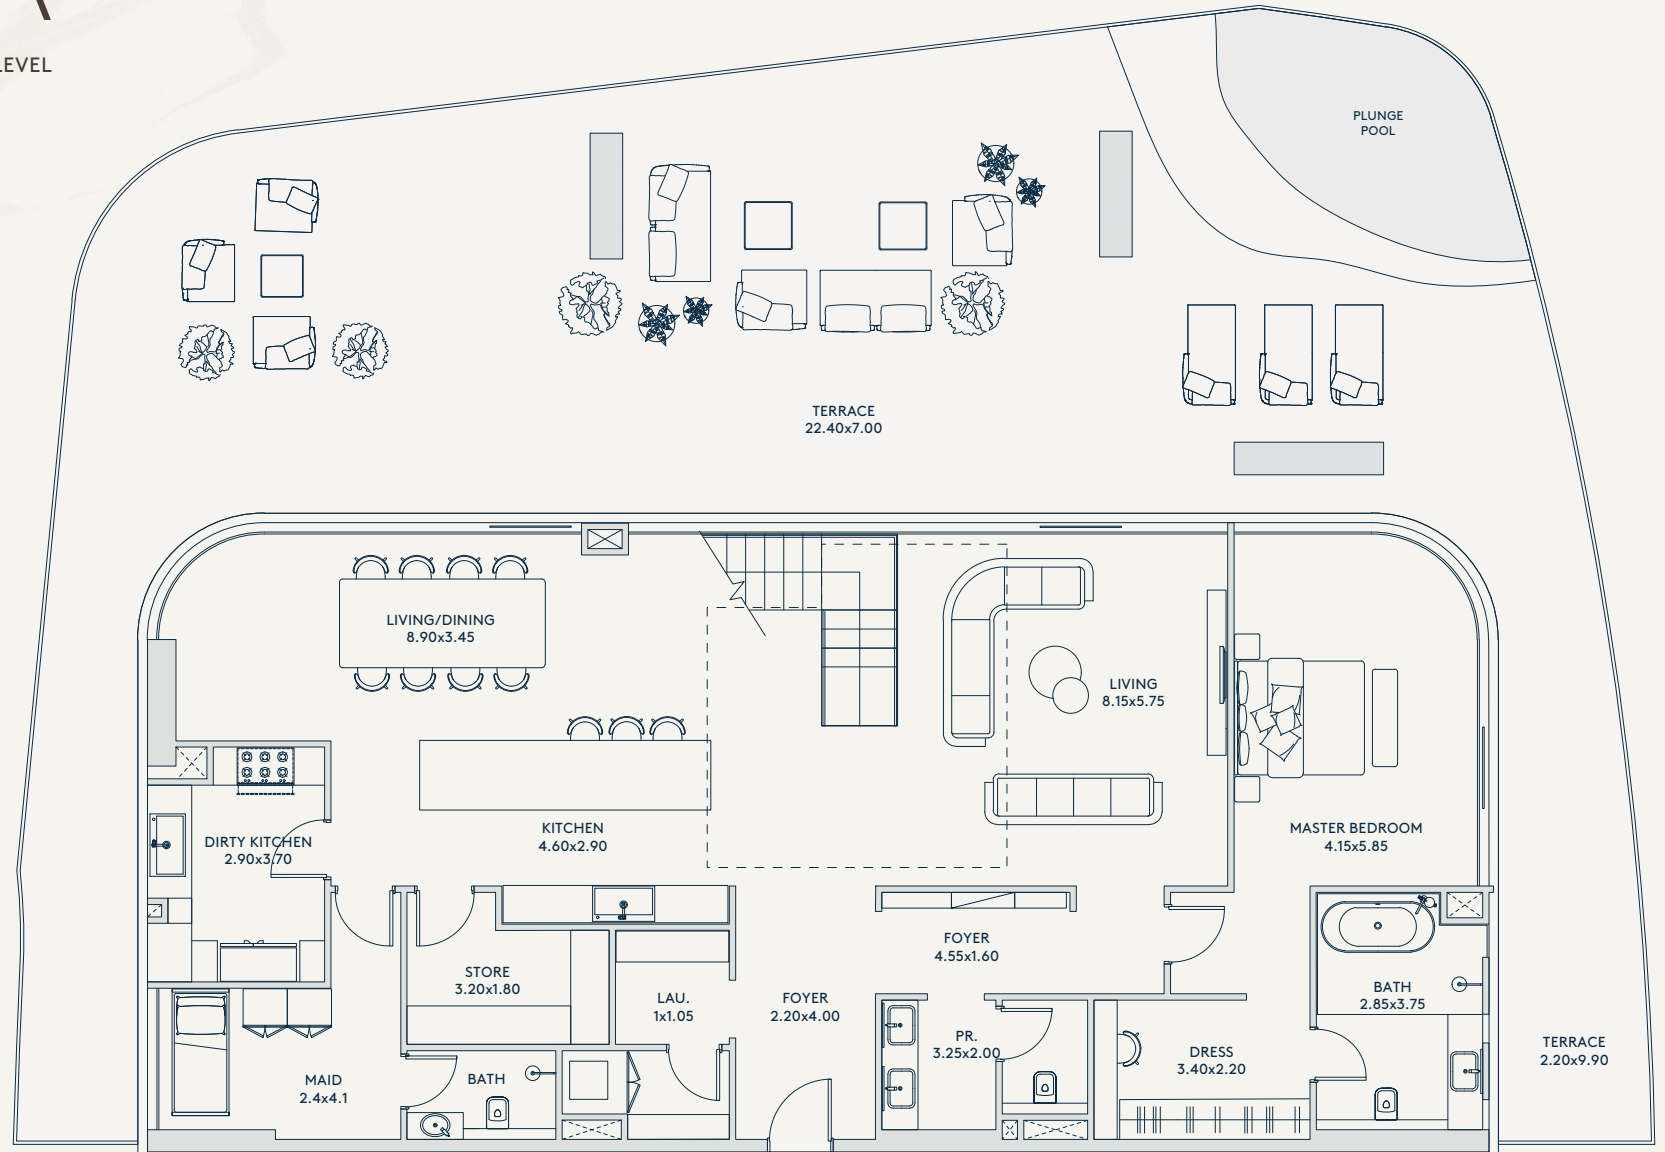 LEVEL
PLUNGE
POOL
TERRACE
22.40x7.00
LIVING/DINING
8.90x3.45
LIVING
8.15x5.75
KITCHEN
4.60x2.90
DIRTY KITCHEN
2.90x3.70
MASTER BEDROOM
4.15x5.85
FOYER
4.55x1.60
STORE
3.20x1.80
LAU.
1x1.05
FOYER
2.20x4.00
BATH
2.85x3.75
PR.
3.25x2.00
DRESS
3.40x2.20
TERRACE
2.20x9.90
MAID
2.4x4.1
BATH